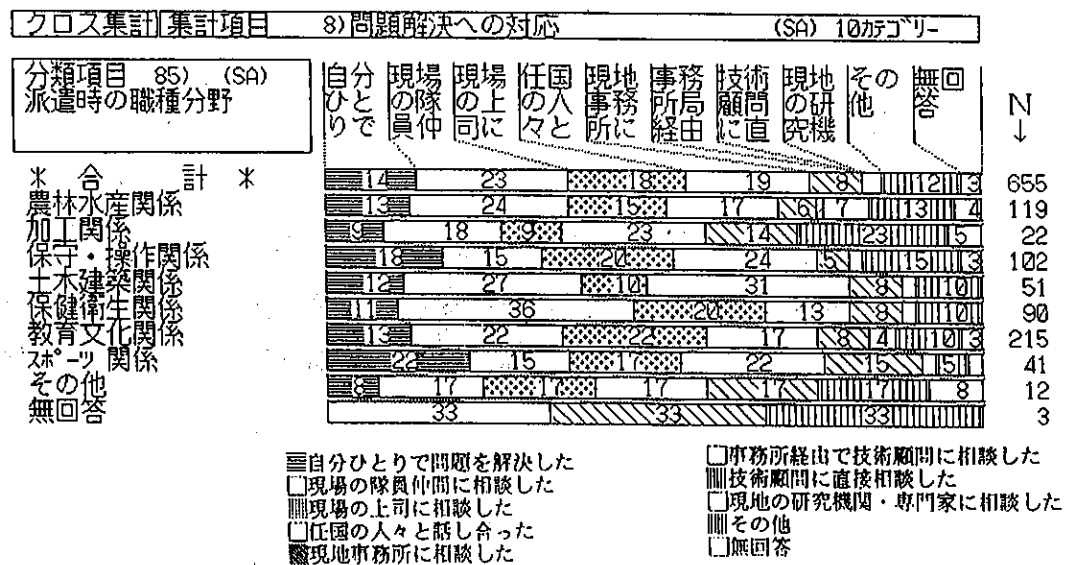 クロス集計 集計項目 8)問題解決への対応 (SA) 10カテゴリー
分類項目 85) (SA)
派遣時の職種分野
自分ひとりで
現場の隊員仲
現場の上司に
任国の人々と
現地事務所に
事務所局経由
技術顧問に直
現地の研究機
その他
無回答
N
↓
* 合 計 * 14 23 18 19 8 12 3 655
農林水産関係 13 24 15 17 6 7 13 4 119
加工関係 9 18 9 23 14 23 5 22
保守・操作関係 18 15 20 24 5 15 3 102
土木建築関係 12 27 10 31 8 10 51
保健衛生関係 11 36 20 13 9 10 90
教育文化関係 13 22 22 17 8 4 10 3 215
スポーツ 関係 22 15 17 22 15 5 41
その他 8 17 17 17 17 17 8 12
無回答 33 33 33 3
自分ひとりで問題を解決した
現場の隊員仲間に相談した
現場の上司に相談した
任国の人々と話し合った
現地事務所に相談した
事務所経由で技術顧問に相談した
技術顧問に直接相談した
現地の研究機関・専門家に相談した
その他
無回答